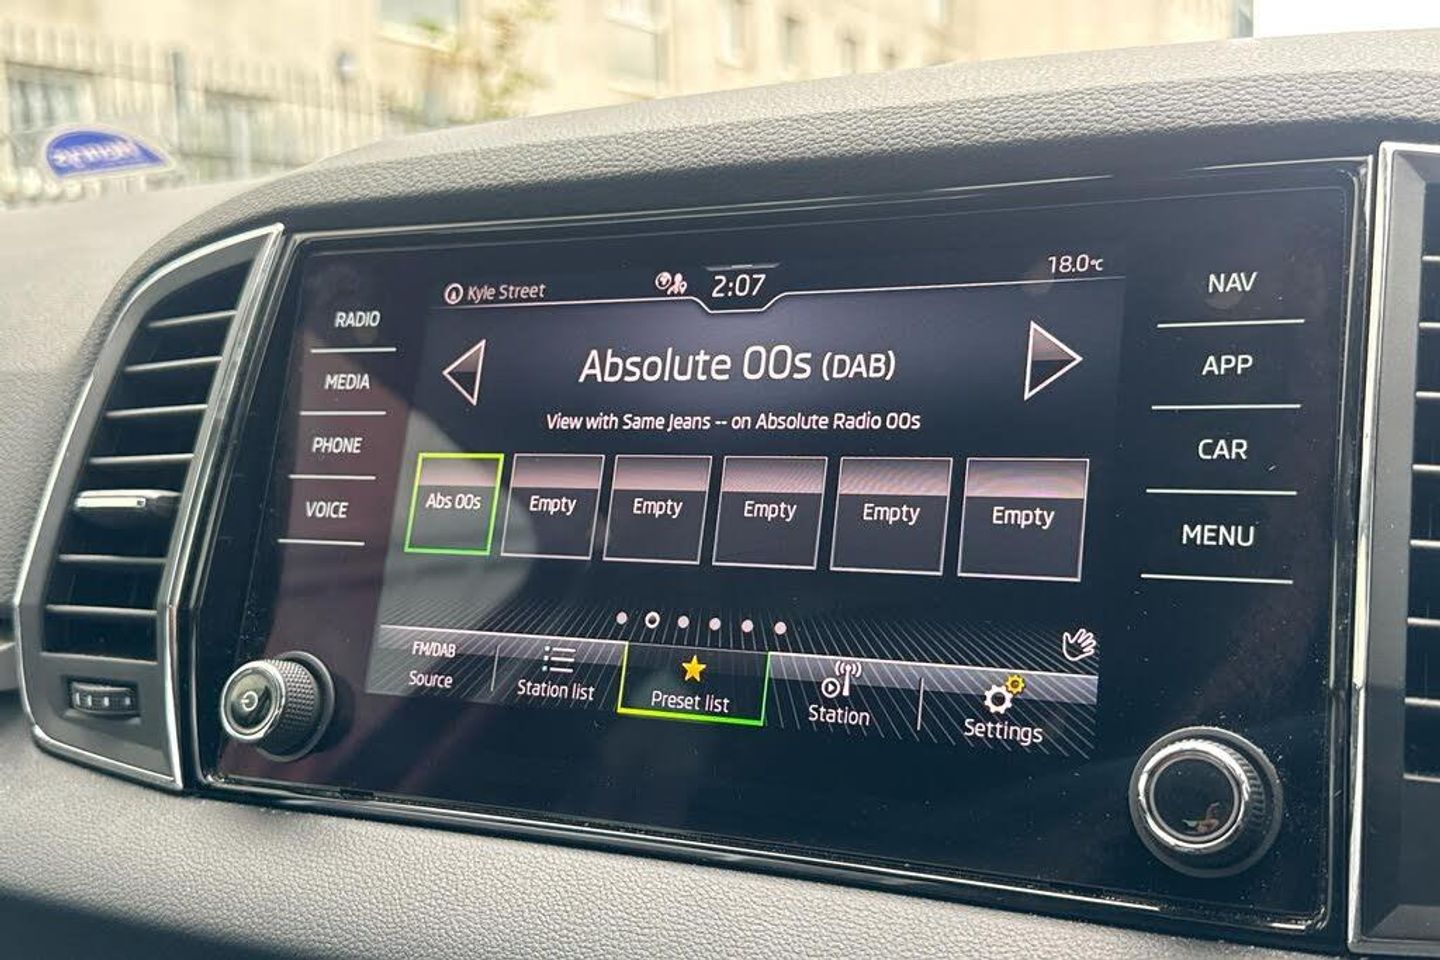 Kyle Street
2:07
18.0°C
RADIO
MEDIA
PHONE
VOICE
Absolute 00s (DAB)
View with Same Jeans -- on Absolute Radio 00s
Abs 00s
Empty
Empty
Empty
Empty
Empty
FM/DAB
Source
Station list
Preset list
Station
Settings
NAV
APP
CAR
MENU